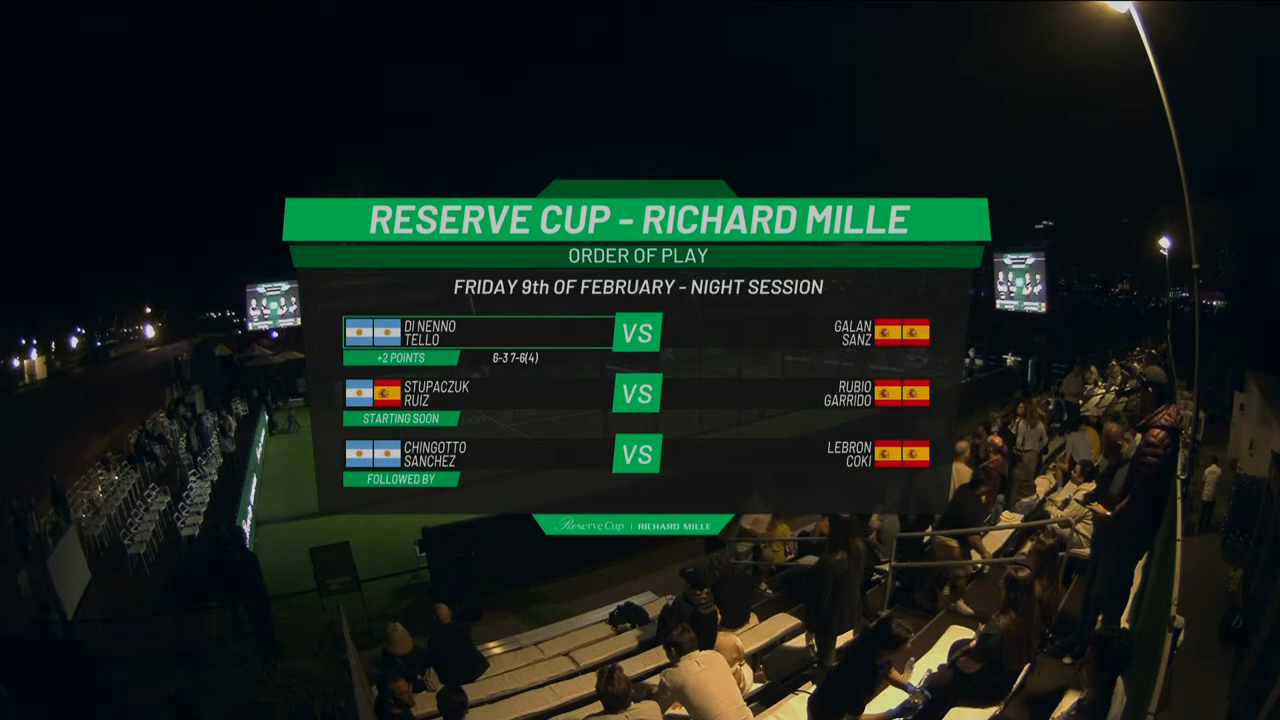 RESERVE CUP - RICHARD MILLE
ORDER OF PLAY
FRIDAY 9th OF FEBRUARY - NIGHT SESSION
DI NENNO
TELLO
VS
GALAN
SANZ
+2 POINTS
6-3 7-6(4)
STUPACZUK
RUIZ
VS
RUBIO
GARRIDO
STARTING SOON
CHINGOTTO
SANCHEZ
VS
LEBRON
COKI
FOLLOWED BY
Reserve Cup | RICHARD MILLE